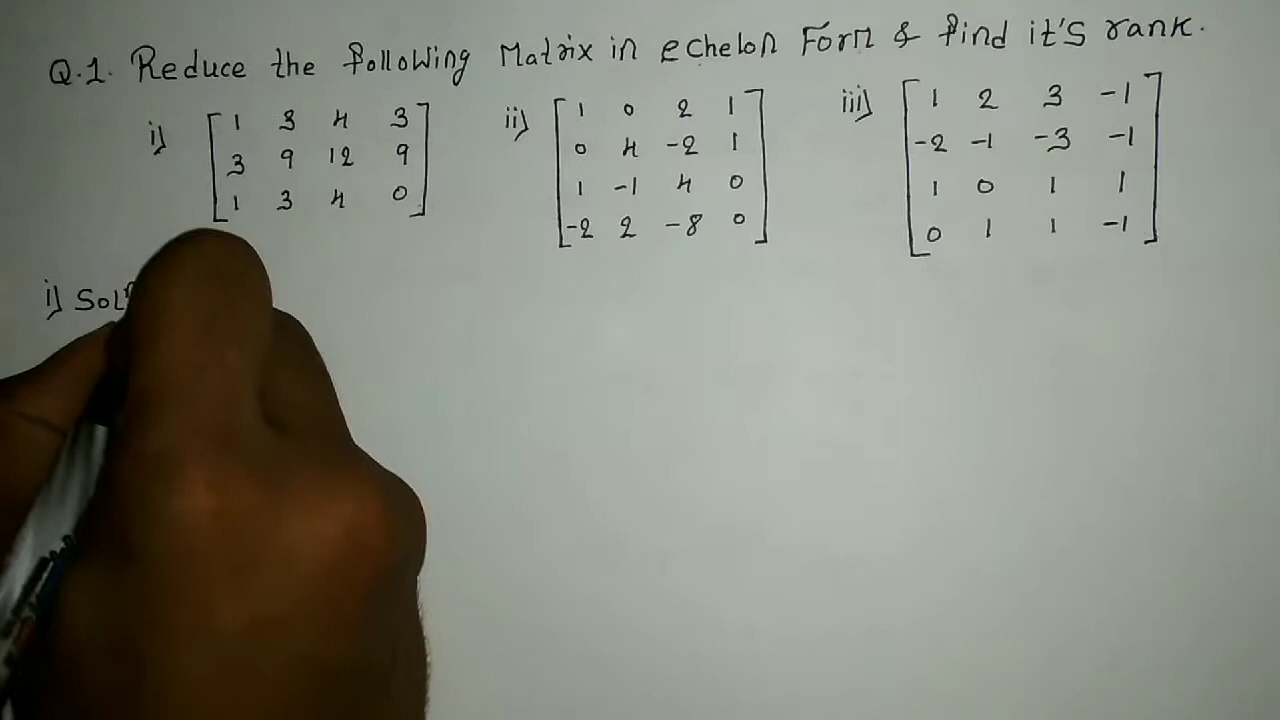 Q.1. Reduce the following Matrix in echelon Form & find it's rank.
i) [1 3 4 3 ii) [1 0 2 1 iii) [1 2 3 -1
3 9 12 9 0 4 -2 1 -2 -1 -3 -1
1 3 4 0] 1 -1 4 0 1 0 1 1
-2 2 -8 0] 0 1 1 -1]
i) Solⁿ